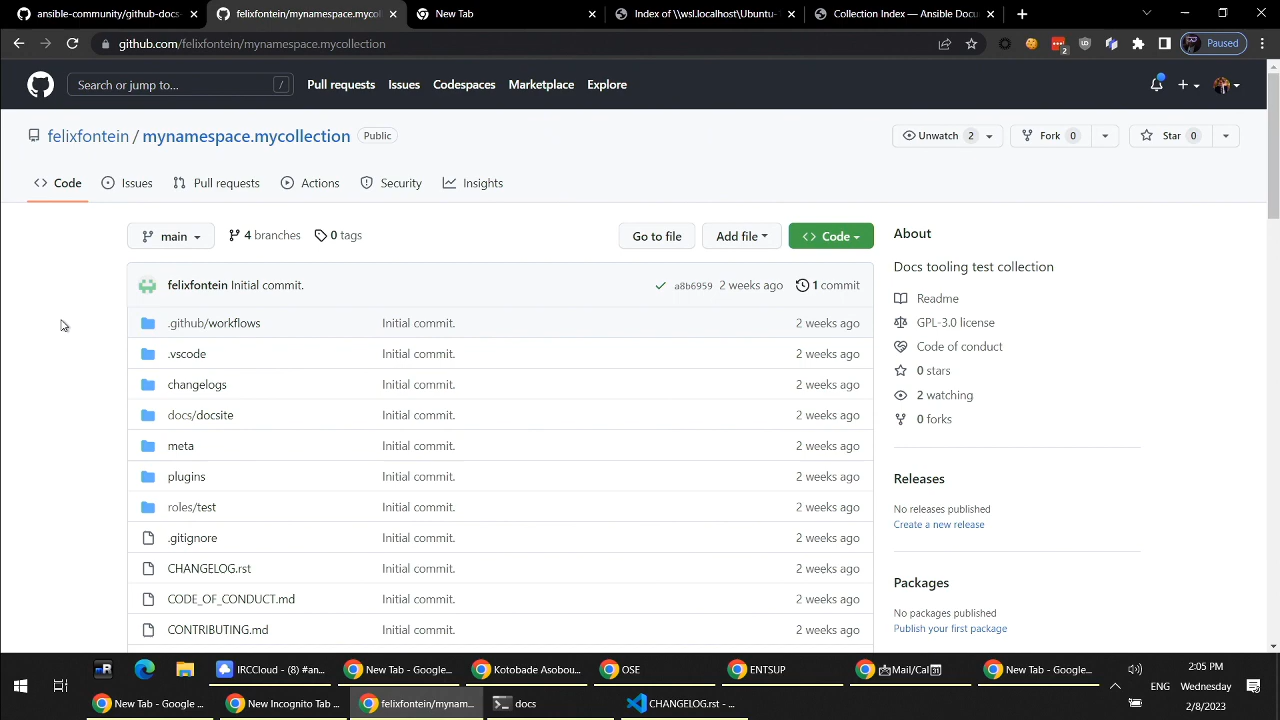 ansible-community/github-docs-
felixfontein/mynamespace.mycol
New Tab
Index of \\wsl.localhost\Ubuntu-
Collection Index — Ansible Docu
github.com/felixfontein/mynamespace.mycollection
2
Paused
Search or jump to...
/
Pull requests
Issues
Codespaces
Marketplace
Explore
felixfontein / mynamespace.mycollection
Public
Unwatch 2
Fork 0
Star 0
Code
Issues
Pull requests
Actions
Security
Insights
main
4 branches
0 tags
Go to file
Add file
Code
felixfontein Initial commit.
a8b6959 2 weeks ago
1 commit
.github/workflows Initial commit. 2 weeks ago
.vscode Initial commit. 2 weeks ago
changelogs Initial commit. 2 weeks ago
docs/docsite Initial commit. 2 weeks ago
meta Initial commit. 2 weeks ago
plugins Initial commit. 2 weeks ago
roles/test Initial commit. 2 weeks ago
.gitignore Initial commit. 2 weeks ago
CHANGELOG.rst Initial commit. 2 weeks ago
CODE_OF_CONDUCT.md Initial commit. 2 weeks ago
CONTRIBUTING.md Initial commit. 2 weeks ago
About
Docs tooling test collection
Readme
GPL-3.0 license
Code of conduct
0 stars
2 watching
0 forks
Releases
No releases published
Create a new release
Packages
No packages published
Publish your first package
IRCCloud - (8) #an...
New Tab - Google...
Kotobade Asobou...
OSE
ENTSUP
Mail/Cal
New Tab - Google...
New Tab - Google ...
New Incognito Tab ...
felixfontein/mynam...
docs
CHANGELOG.rst - ...
ENG
2:05 PM
Wednesday
2/8/2023